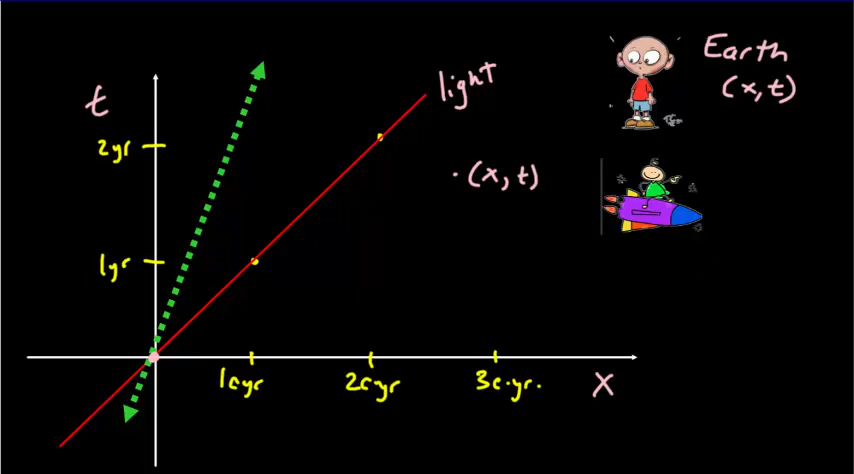 t
2yr
1yr
1cyr
2cyr
3c.yr.
X
light
.(x,t)
Earth
(x,t)